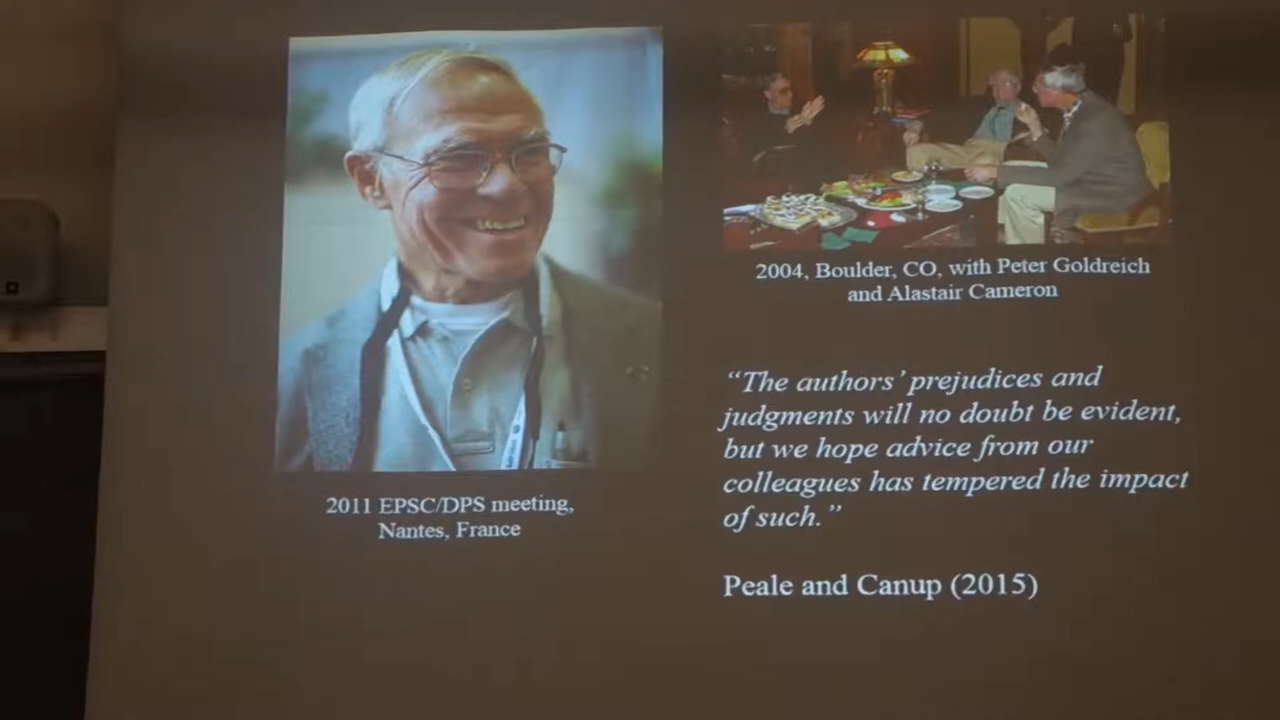 2011 EPSC/DPS meeting,
Nantes, France
2004, Boulder, CO, with Peter Goldreich
and Alastair Cameron
“The authors’ prejudices and
judgments will no doubt be evident,
but we hope advice from our
colleagues has tempered the impact
of such.”
Peale and Canup (2015)